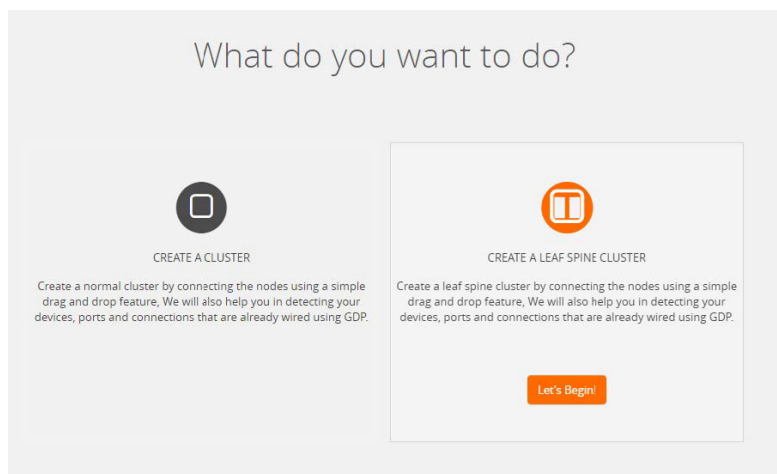 What do you want to do?
CREATE A CLUSTER
Create a normal cluster by connecting the nodes using a simple
drag and drop feature, We will also help you in detecting your
devices, ports and connections that are already wired using GDP.
CREATE A LEAF SPINE CLUSTER
Create a leaf spine cluster by connecting the nodes using a simple
drag and drop feature, We will also help you in detecting your
devices, ports and connections that are already wired using GDP.
Let's Begin!